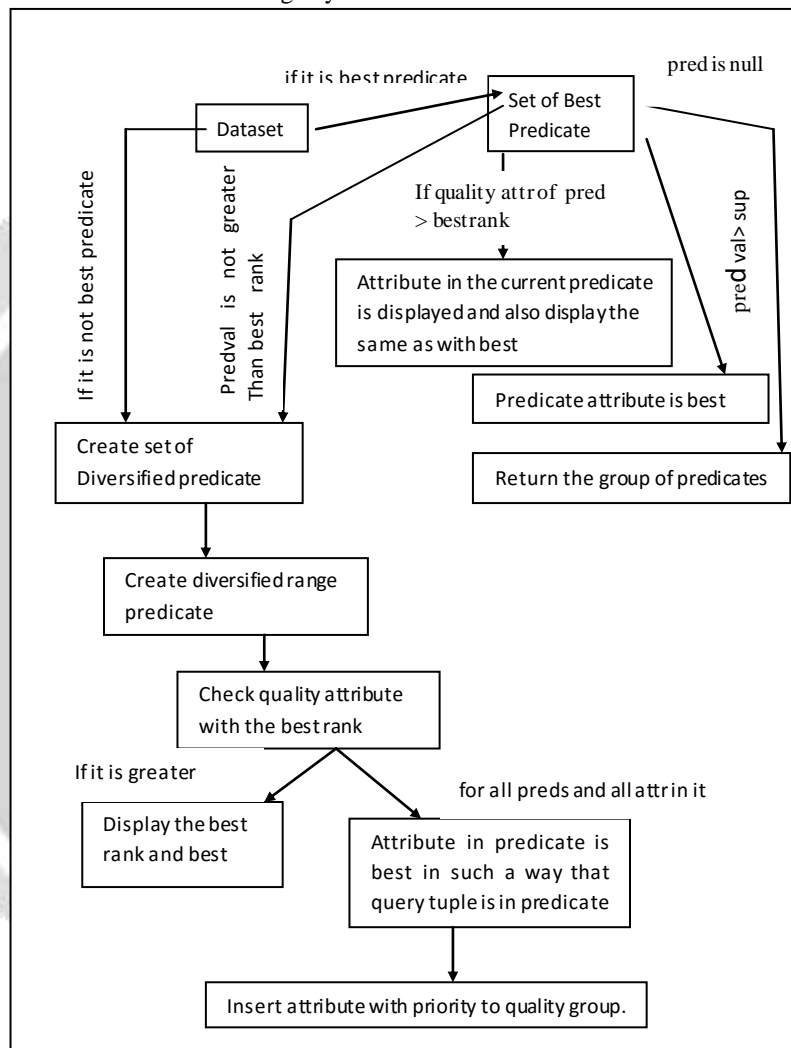 if it is best predicate
pred is null
Dataset
Set of Best
Predicate
If it is not best predicate
Predval is not greater
Than best rank
If quality attr of pred
> bestrank
pred val> sup
Attribute in the current predicate
is displayed and also display the
same as with best
Predicate attribute is best
Create set of
Diversified predicate
Return the group of predicates
Create diversified range
predicate
Check quality attribute
with the best rank
If it is greater
for all preds and all attr in it
Display the best
rank and best
Attribute in predicate is
best in such a way that
query tuple is in predicate
Insert attribute with priority to quality group.